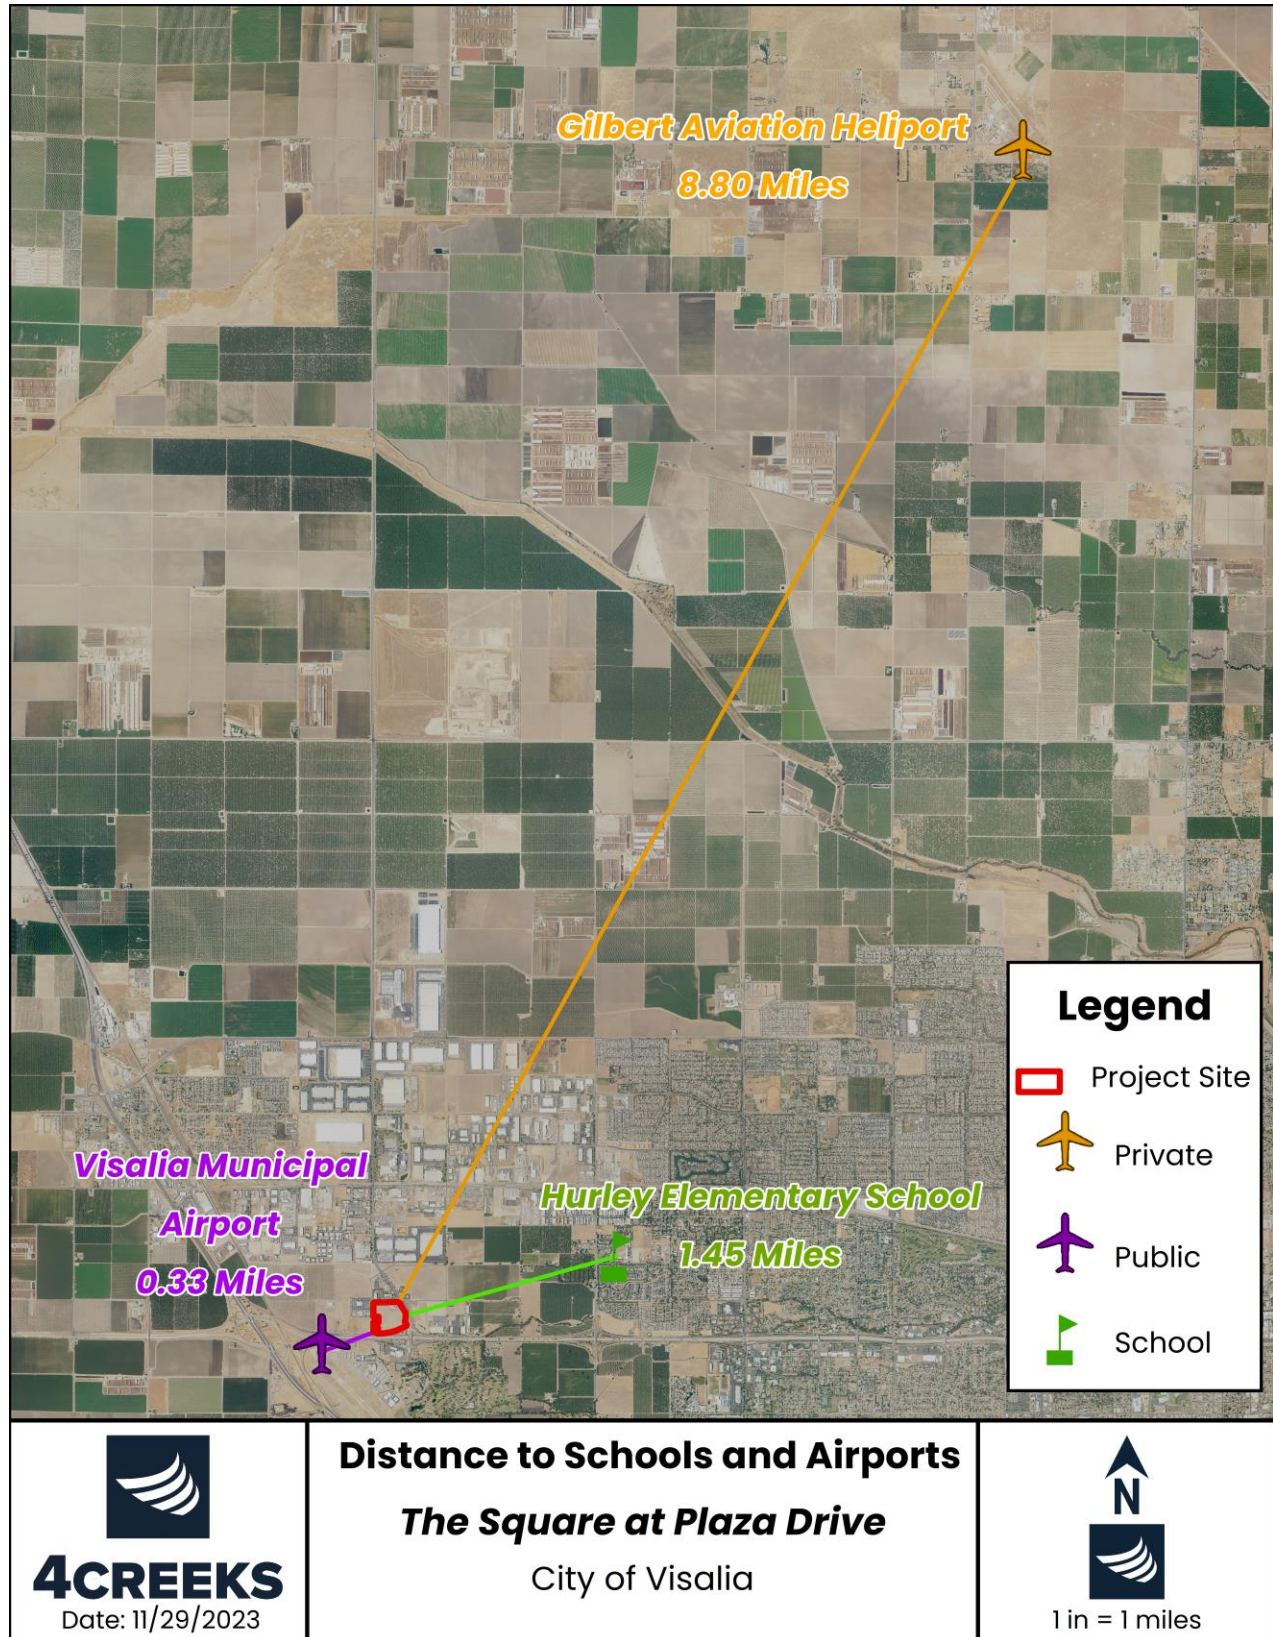 Gilbert Aviation Heliport
8.80 Miles
Visalia Municipal
Airport
0.33 Miles
Hurley Elementary School
1.45 Miles
Legend
Project Site
Private
Public
School
4CREEKS
Date: 11/29/2023
Distance to Schools and Airports
The Square at Plaza Drive
City of Visalia
N
1 in = 1 miles